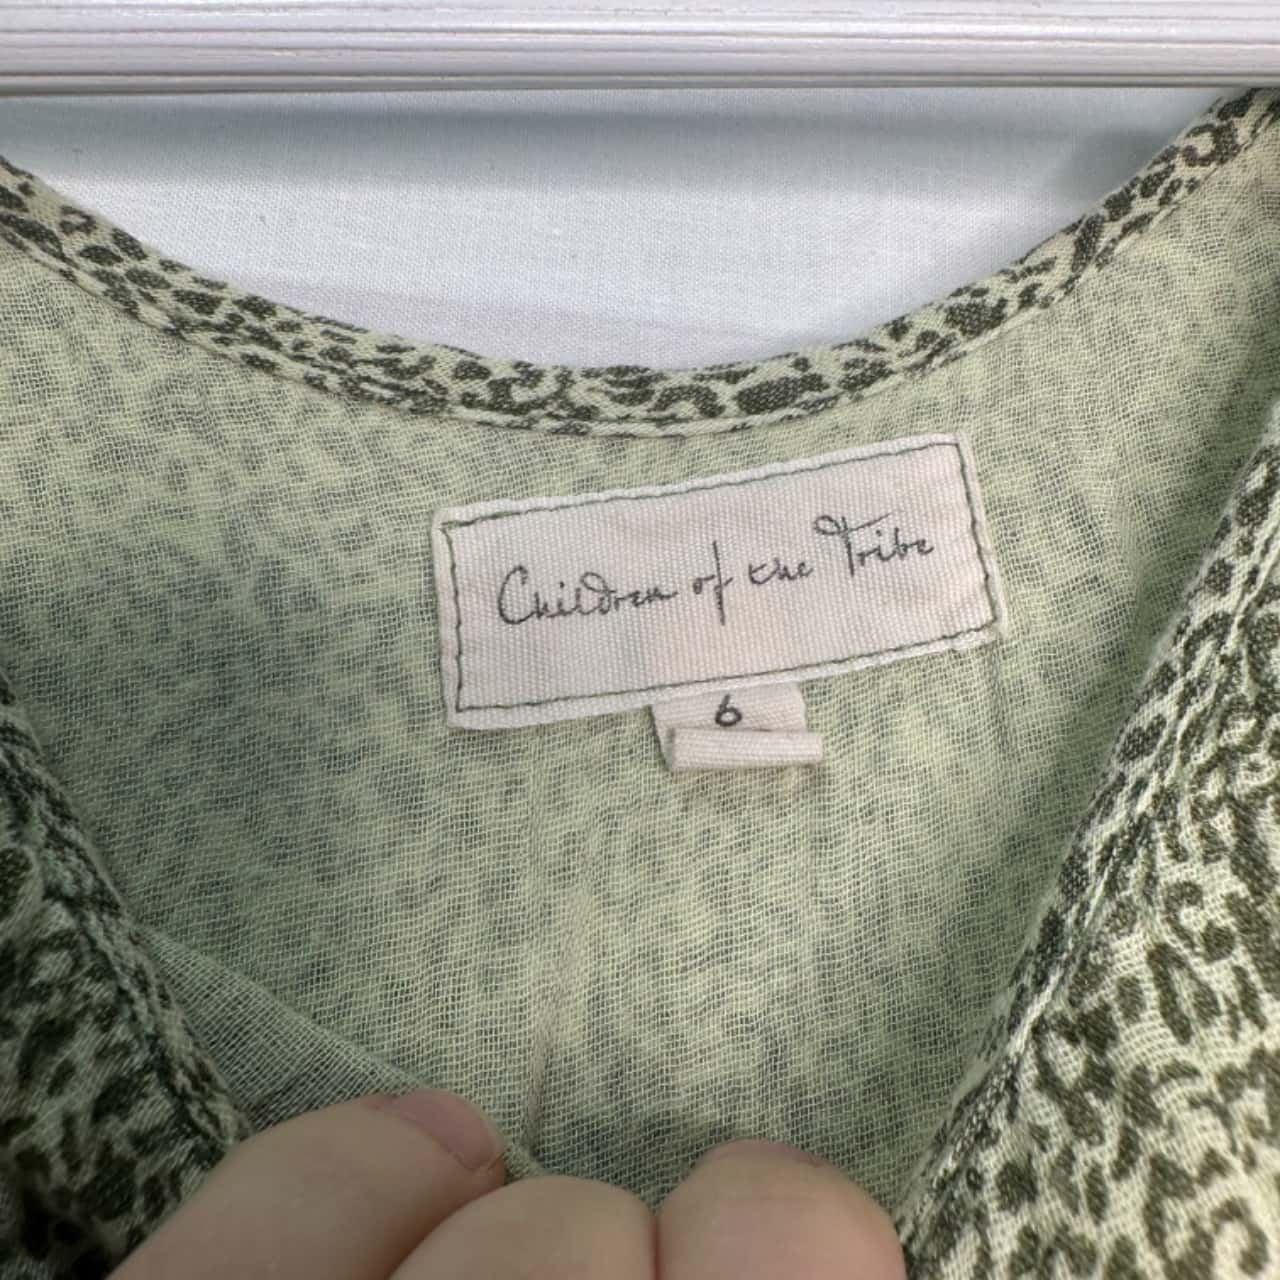 Children of the Tribe
6